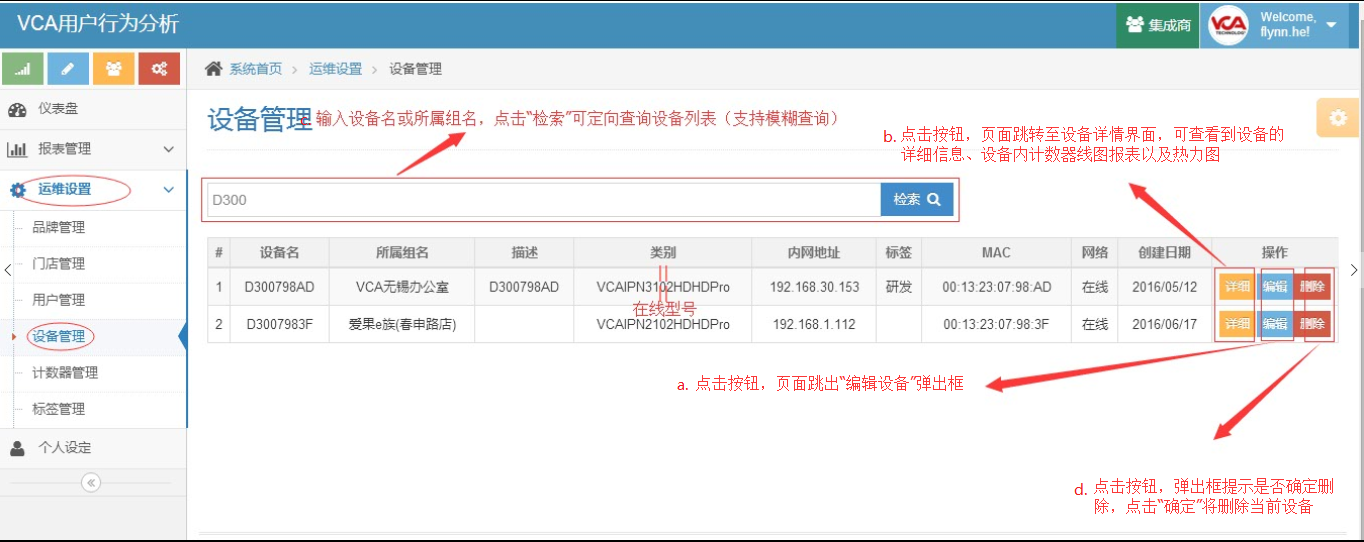 VCA用户行为分析
集成商
VCA
TECHNOLOGY
Welcome,
flynn.he!
系统首页 > 运维设置 > 设备管理
仪表盘
报表管理
运维设置
品牌管理
门店管理
用户管理
设备管理
计数器管理
标签管理
个人设定
设备管理
输入设备名或所属组名，点击“检索”可定向查询设备列表（支持模糊查询）
b. 点击按钮，页面跳转至设备详情界面，可查看到设备的
详细信息、设备内计数器线图报表以及热力图
D300 检索
# 设备名 所属组名 描述 类别 内网地址 标签 MAC 网络 创建日期 操作
1 D300798AD VCA无锡办公室 D300798AD VCAIPN3102HDHDPro 192.168.30.153 研发 00:13:23:07:98:AD 在线 2016/05/12 详细 编辑 删除
在线型号
2 D3007983F 爱果e族(春申路店) VCAIPN2102HDHDPro 192.168.1.112 00:13:23:07:98:3F 在线 2016/06/17 详细 编辑 删除
a. 点击按钮，页面跳出“编辑设备”弹出框
d. 点击按钮，弹出框提示是否确定删
除，点击“确定”将删除当前设备